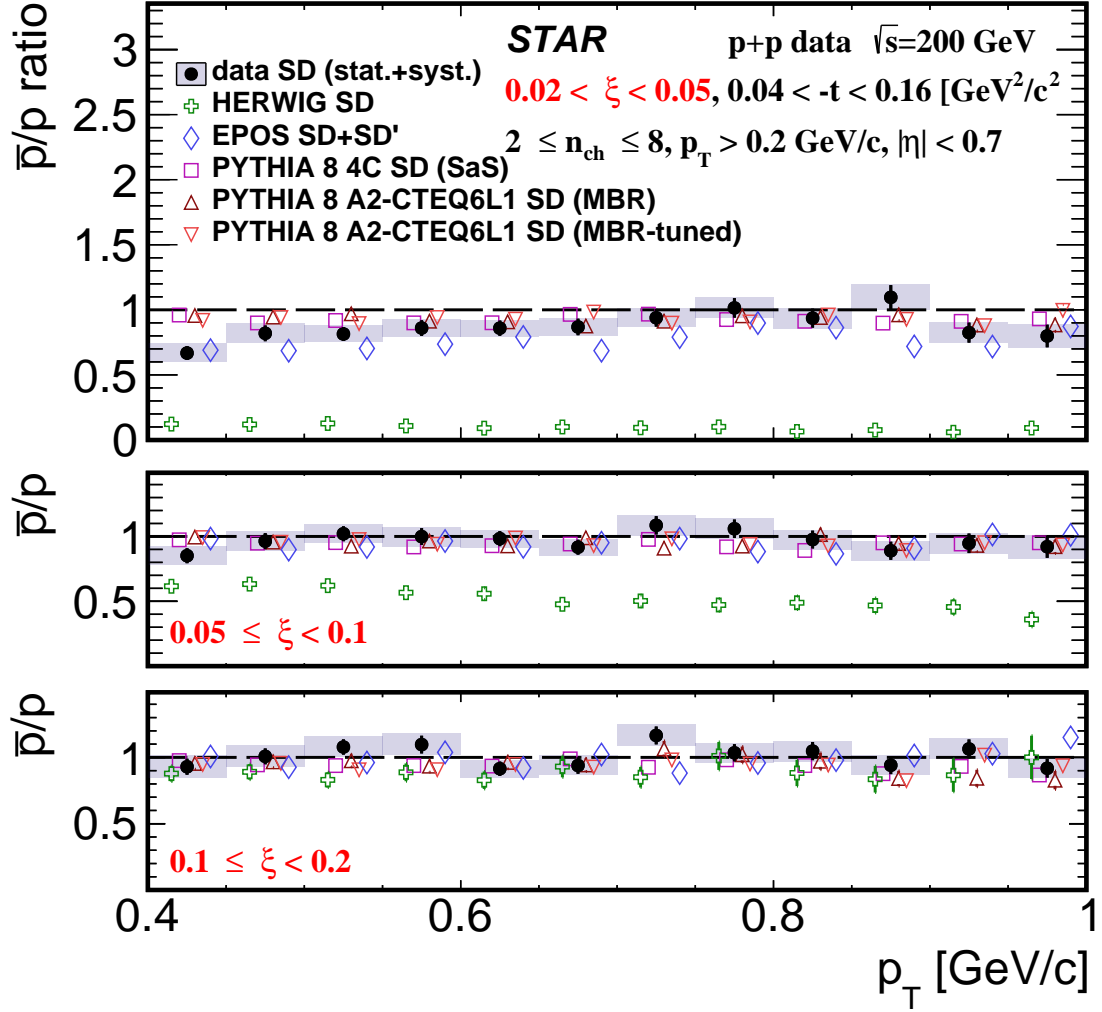 STAR p+p data √s=200 GeV
0.02 < ξ < 0.05, 0.04 < -t < 0.16 [GeV²/c²
2 ≤ n_ch ≤ 8, p_T > 0.2 GeV/c, |η| < 0.7
data SD (stat.+syst.)
HERWIG SD
EPOS SD+SD'
PYTHIA 8 4C SD (SaS)
PYTHIA 8 A2-CTEQ6L1 SD (MBR)
PYTHIA 8 A2-CTEQ6L1 SD (MBR-tuned)
p̅/p ratio
3
2.5
2
1.5
1
0.5
0
p̅/p
1
0.5
0.05 ≤ ξ < 0.1
p̅/p
1
0.5
0.1 ≤ ξ < 0.2
0.4 0.6 0.8 1
p_T [GeV/c]